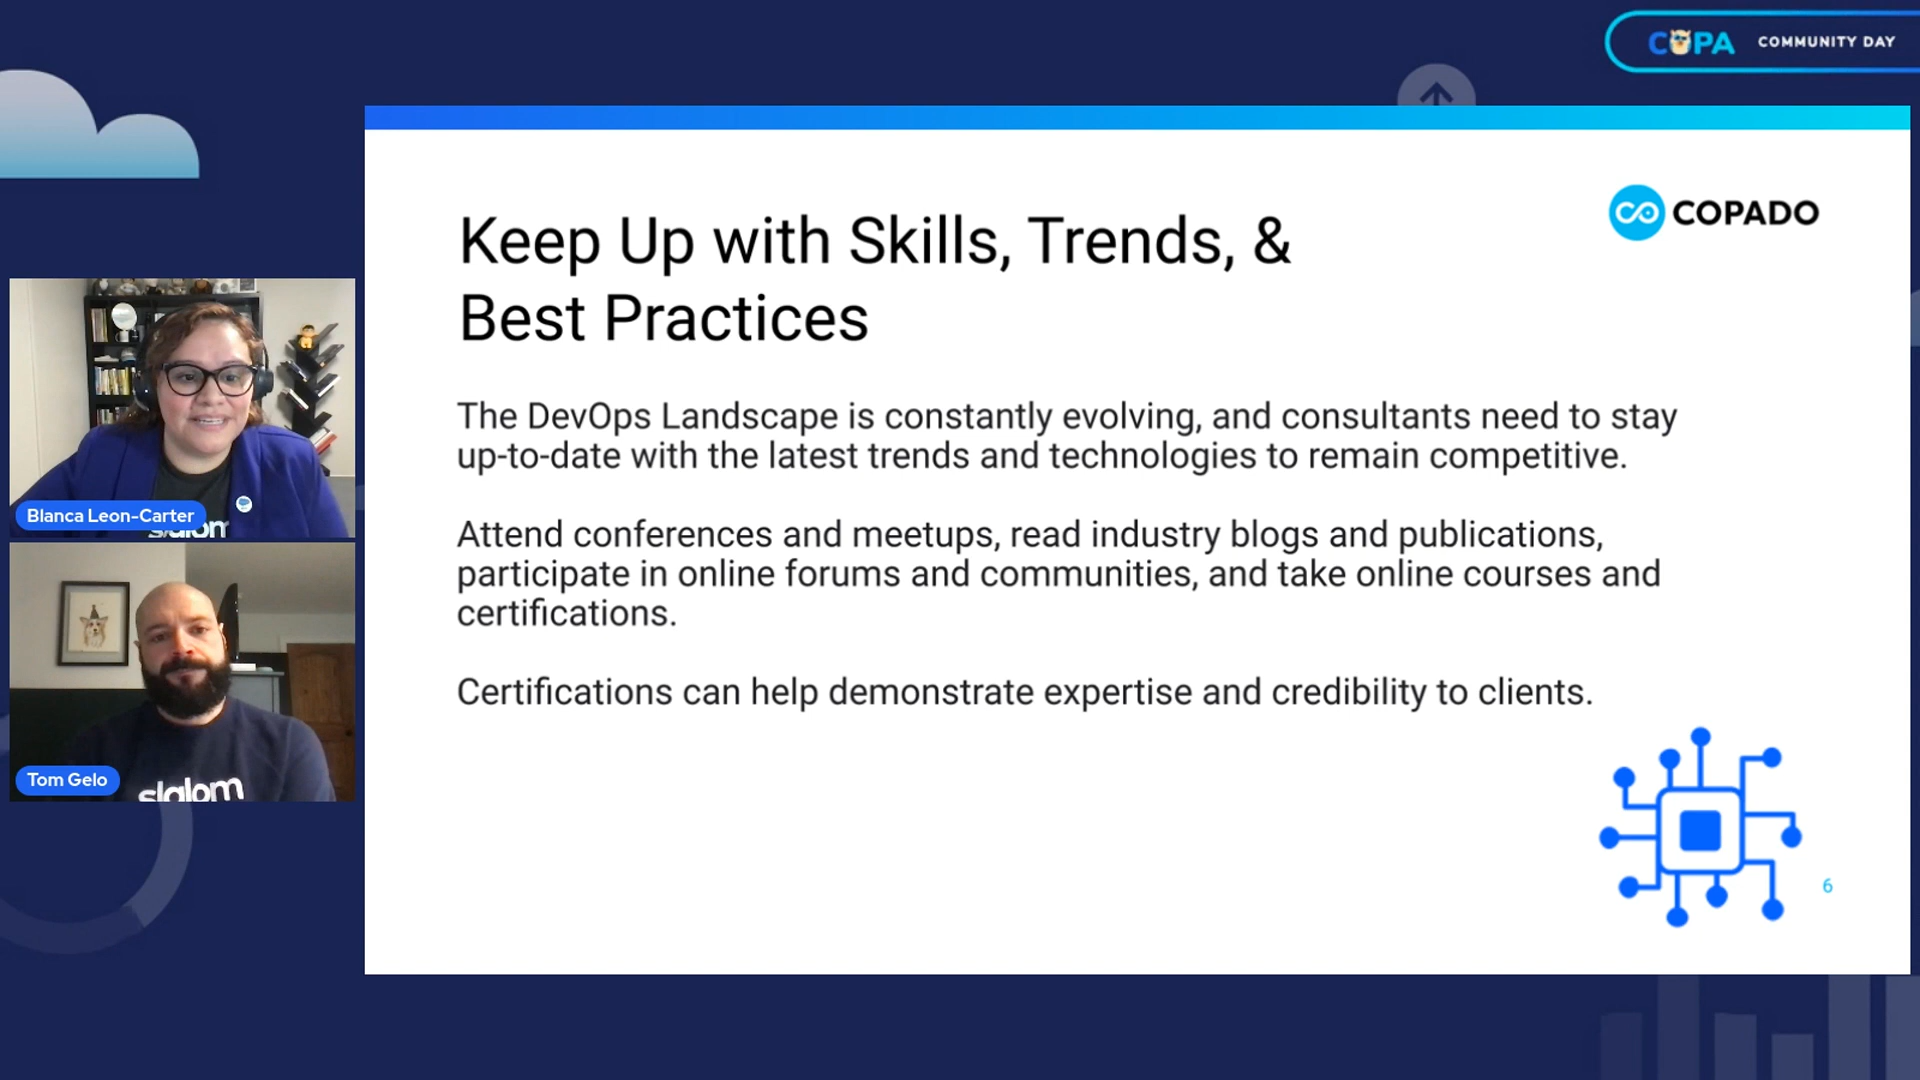 COPA COMMUNITY DAY
COPADO
Keep Up with Skills, Trends, &
Best Practices
The DevOps Landscape is constantly evolving, and consultants need to stay
up-to-date with the latest trends and technologies to remain competitive.
Attend conferences and meetups, read industry blogs and publications,
participate in online forums and communities, and take online courses and
certifications.
Certifications can help demonstrate expertise and credibility to clients.
6
Blanca Leon-Carter
slalom
Tom Gelo
slalom